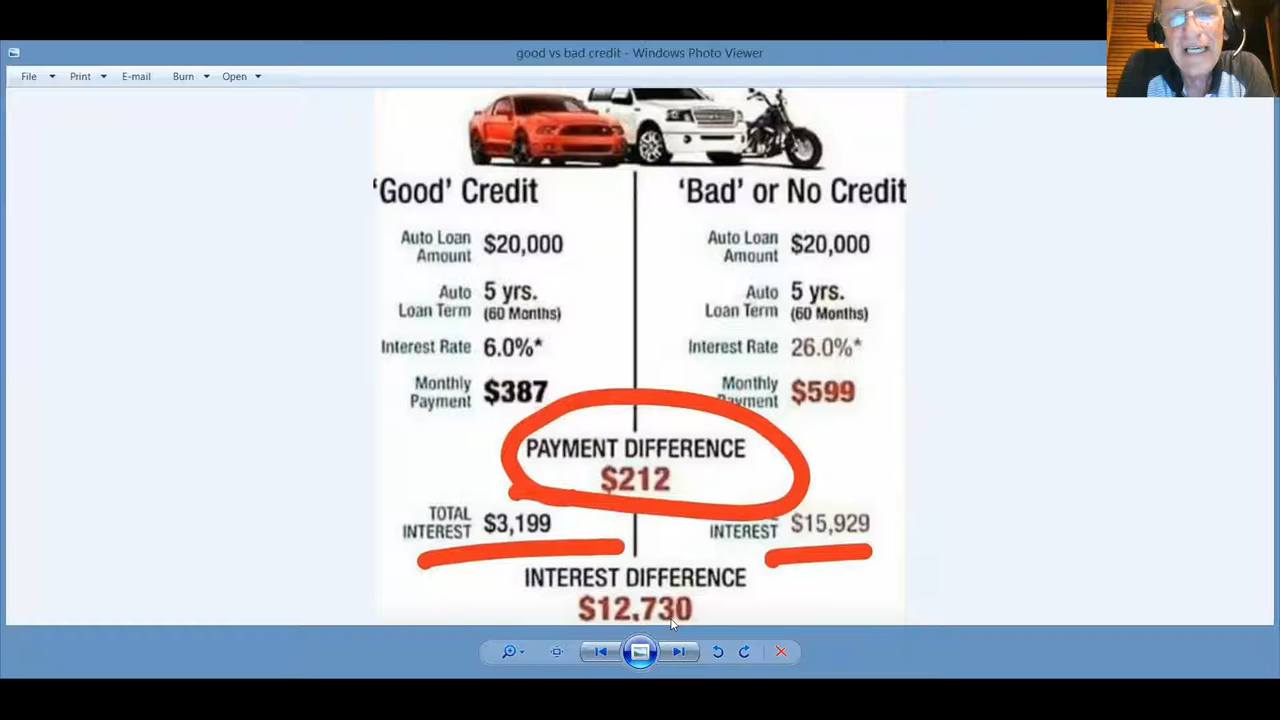 good vs bad credit - Windows Photo Viewer
File Print E-mail Burn Open
'Good' Credit
Auto Loan Amount $20,000
Auto Loan Term 5 yrs. (60 Months)
Interest Rate 6.0%*
Monthly Payment $387
'Bad' or No Credit
Auto Loan Amount $20,000
Auto Loan Term 5 yrs. (60 Months)
Interest Rate 26.0%*
Monthly Payment $599
PAYMENT DIFFERENCE
$212
TOTAL INTEREST $3,199
INTEREST $15,929
INTEREST DIFFERENCE
$12,730